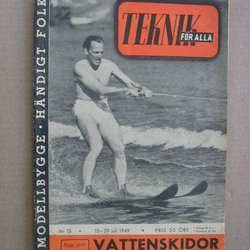 MODELLBYGGE · HÄNDIGT FOLK
TEKNIK
FÖR ALLA
Nr 15
15-29 juli 1949
PRIS 50 ÖRE
VATTENSKIDOR